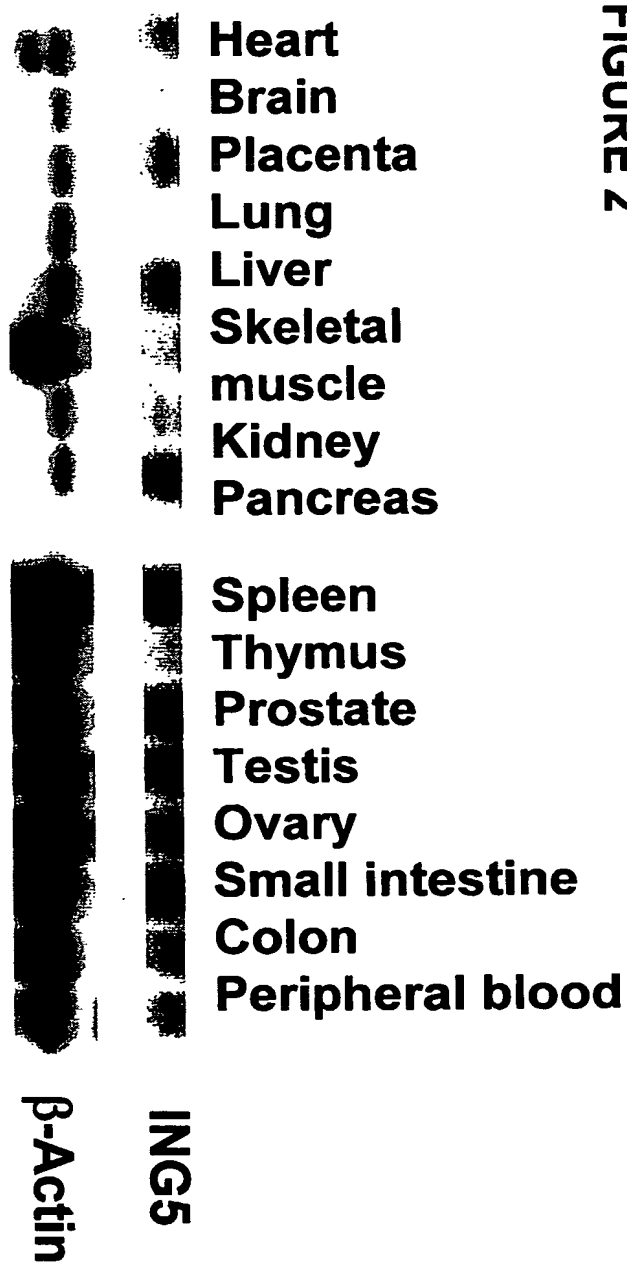 FIGURE 2
Heart
Brain
Placenta
Lung
Liver
Skeletal
muscle
Kidney
Pancreas
Spleen
Thymus
Prostate
Testis
Ovary
Small intestine
Colon
Peripheral blood
ING5
β-Actin